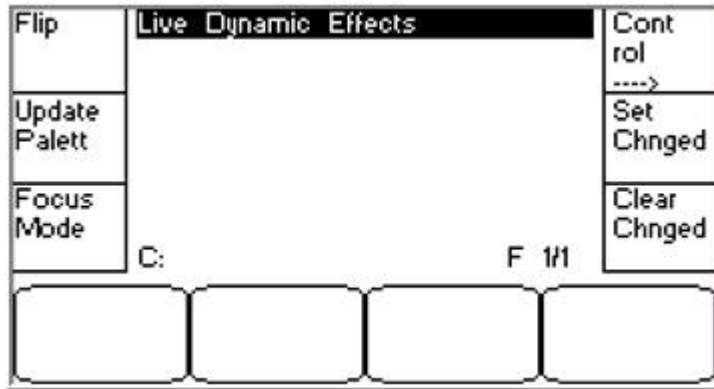 Flip
Live Dynamic Effects
Cont
rol
---->
Update
Palett
Set
Chnged
Focus
Mode
Clear
Chnged
C:
F 1/1